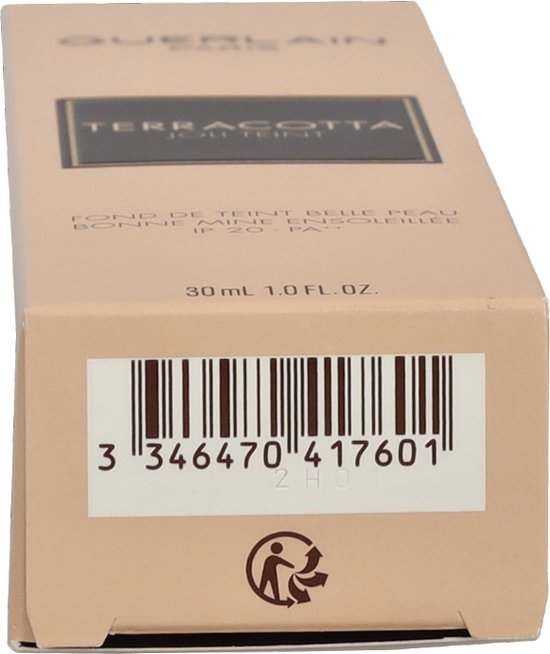 GUERLAIN
PARIS
TERRACOTTA
JOLI TEINT
FOND DE TEINT BELLE PEAU
BONNE MINE ENSOLEILLÉE
IP 20 - PA++
30 mL 1.0 FL. OZ.
3 346470 417601
2H0